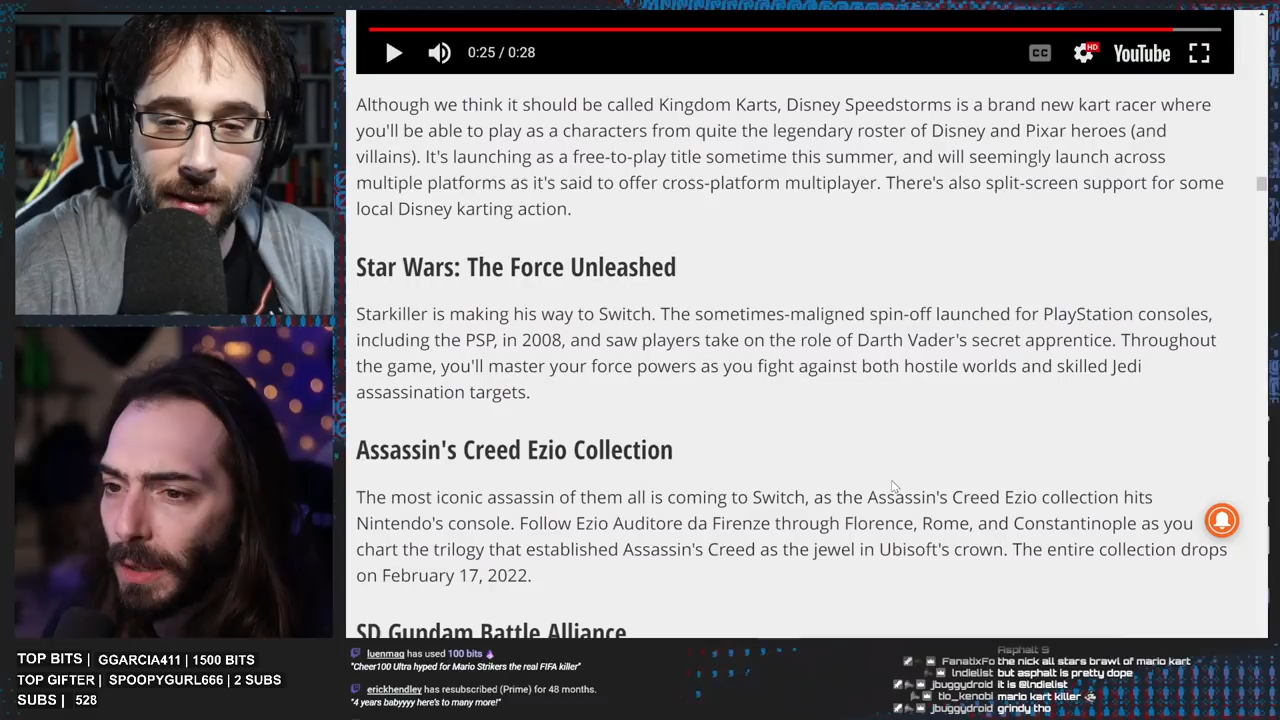 0:25 / 0:28
CC
HD
YouTube
Although we think it should be called Kingdom Karts, Disney Speedstorms is a brand new kart racer where
you'll be able to play as a characters from quite the legendary roster of Disney and Pixar heroes (and
villains). It's launching as a free-to-play title sometime this summer, and will seemingly launch across
multiple platforms as it's said to offer cross-platform multiplayer. There's also split-screen support for some
local Disney karting action.
Star Wars: The Force Unleashed
Starkiller is making his way to Switch. The sometimes-maligned spin-off launched for PlayStation consoles,
including the PSP, in 2008, and saw players take on the role of Darth Vader's secret apprentice. Throughout
the game, you'll master your force powers as you fight against both hostile worlds and skilled Jedi
assassination targets.
Assassin's Creed Ezio Collection
The most iconic assassin of them all is coming to Switch, as the Assassin's Creed Ezio collection hits
Nintendo's console. Follow Ezio Auditore da Firenze through Florence, Rome, and Constantinople as you
chart the trilogy that established Assassin's Creed as the jewel in Ubisoft's crown. The entire collection drops
on February 17, 2022.
SD Gundam Battle Alliance
TOP BITS | GGARCIA411 | 1500 BITS
TOP GIFTER | SPOOPYGURL666 | 2 SUBS
SUBS | 528
luenmag has used 100 bits
"Cheer100 Ultra hyped for Mario Strikers the real FIFA killer"
erickhendley has resubscribed (Prime) for 48 months.
"4 years babyyyy here's to many more!"
Asphalt 9
FanatixFo the nick all stars brawl of mario kart
lndielist but asphalt is pretty dope
jbuggydroid it is @lndielist
tio_kenobi mario kart killer
jbuggydroid grindy tho